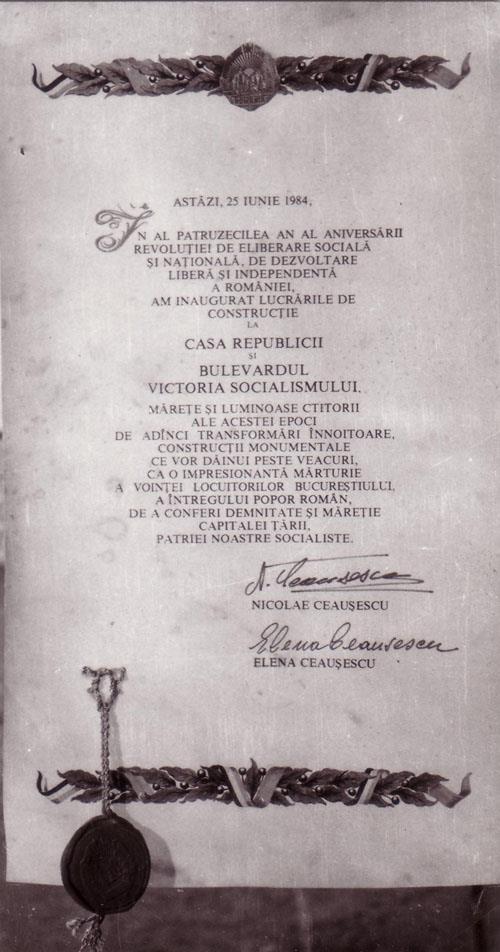 ASTĂZI, 25 IUNIE 1984,
ÎN AL PATRUZECILEA AN AL ANIVERSĂRII
REVOLUȚIEI DE ELIBERARE SOCIALĂ
ȘI NAȚIONALĂ, DE DEZVOLTARE
LIBERĂ ȘI INDEPENDENTĂ
A ROMÂNIEI,
AM INAUGURAT LUCRĂRILE DE
CONSTRUCȚIE
LA
CASA REPUBLICII
ȘI
BULEVARDUL
VICTORIA SOCIALISMULUI.
MĂREȚE ȘI LUMINOASE CTITORII
ALE ACESTEI EPOCI
DE ADÎNCI TRANSFORMĂRI ÎNNOITOARE,
CONSTRUCȚII MONUMENTALE
CE VOR DĂINUI PESTE VEACURI,
CA O IMPRESIONANTĂ MĂRTURIE
A VOINȚEI LOCUITORILOR BUCUREȘTIULUI,
A ÎNTREGULUI POPOR ROMÂN,
DE A CONFERI DEMNITATE ȘI MĂREȚIE
CAPITALEI ȚĂRII,
PATRIEI NOASTRE SOCIALISTE.
N. Ceausescu
NICOLAE CEAUȘESCU
Elena Ceausescu
ELENA CEAUȘESCU